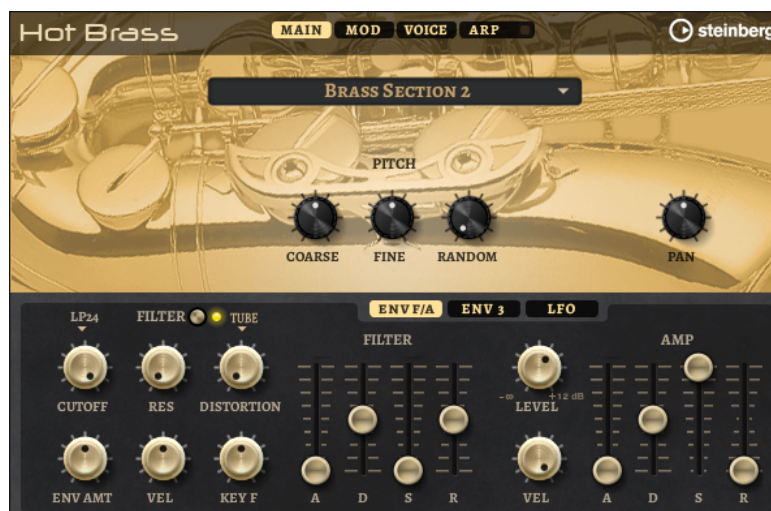 Hot Brass
MAIN MOD VOICE ARP
steinberg
BRASS SECTION 2
PITCH
COARSE FINE RANDOM PAN
ENV F/A ENV 3 LFO
LP24 FILTER TUBE
FILTER AMP
CUTOFF RES DISTORTION
-∞ +12 dB
LEVEL
ENV AMT VEL KEY F A D S R VEL A D S R